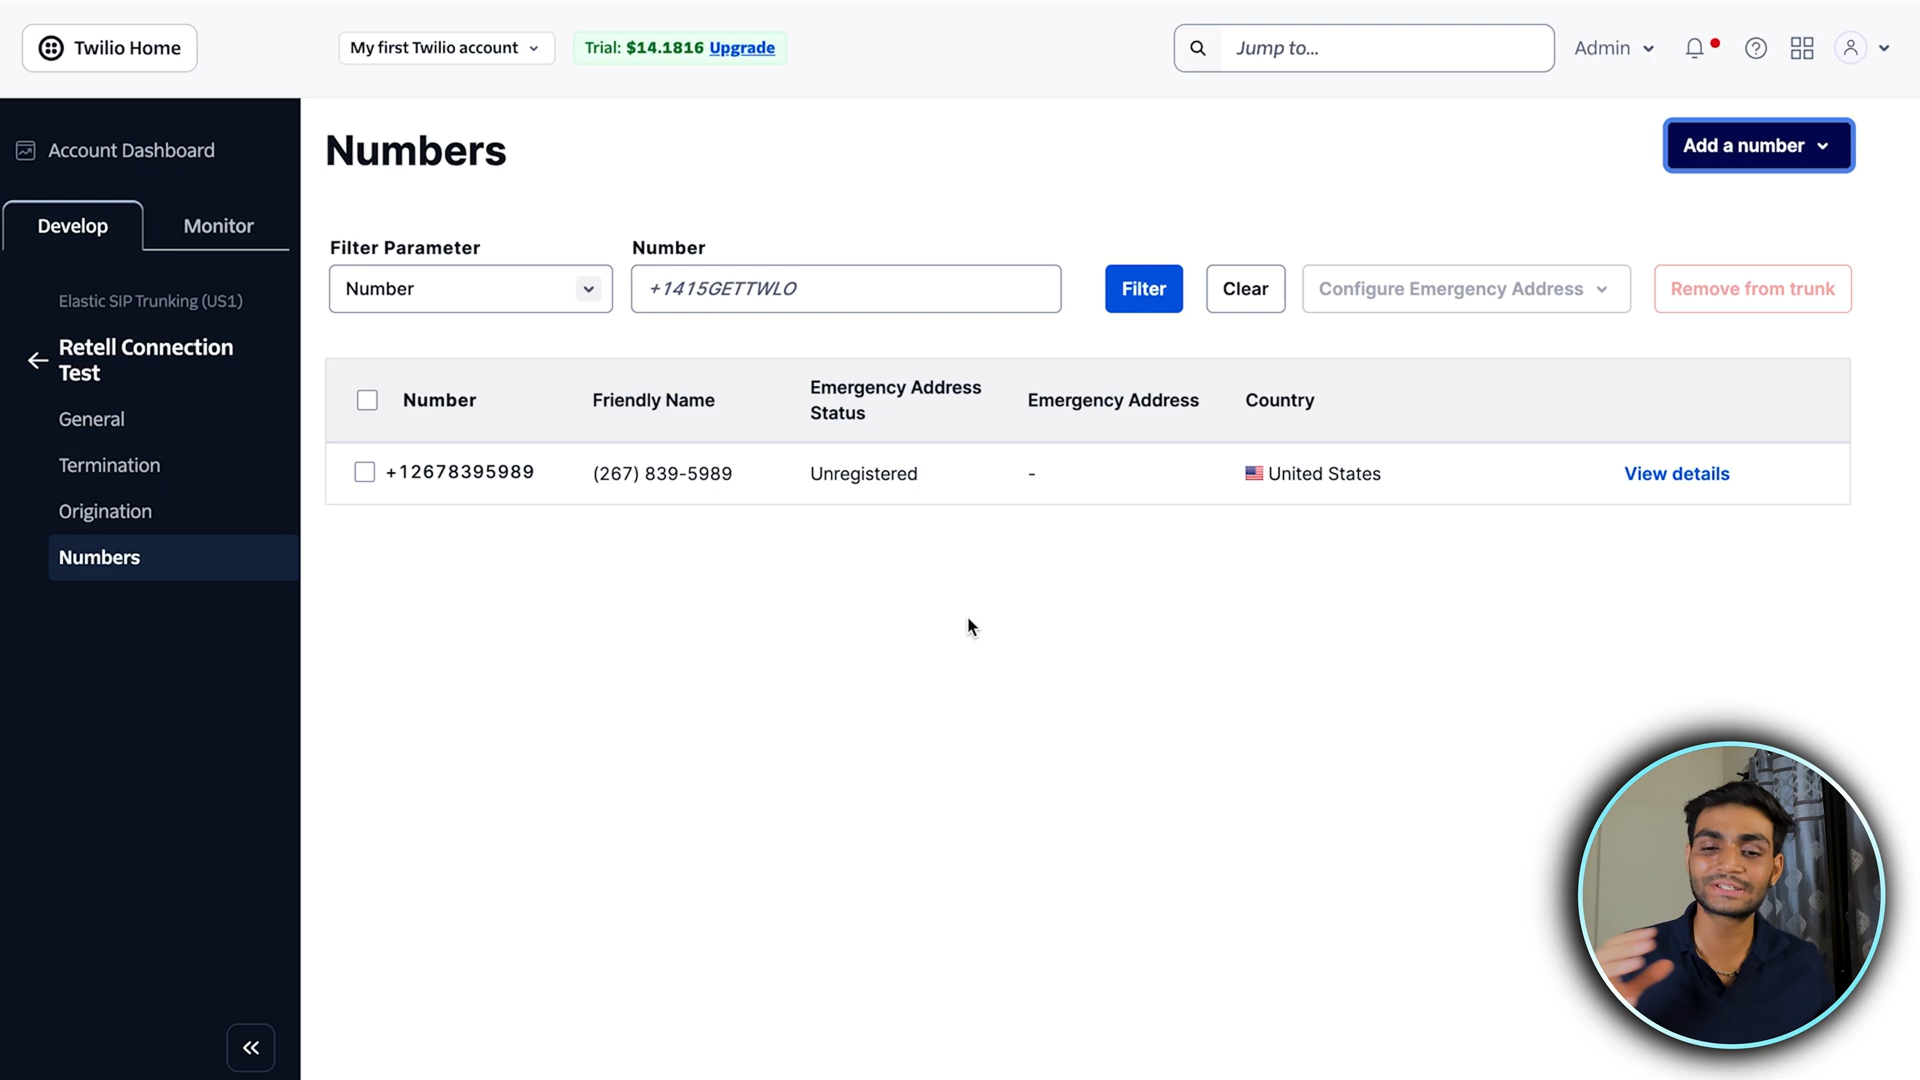 Twilio Home
My first Twilio account
Trial: $14.1816 Upgrade
Jump to...
Admin
Account Dashboard
Develop
Monitor
Elastic SIP Trunking (US1)
Retell Connection
Test
General
Termination
Origination
Numbers
Numbers
Add a number
Filter Parameter
Number
Number
+1415GETTWLO
Filter
Clear
Configure Emergency Address
Remove from trunk
Number
Friendly Name
Emergency Address
Status
Emergency Address
Country
+12678395989
(267) 839-5989
Unregistered
-
United States
View details